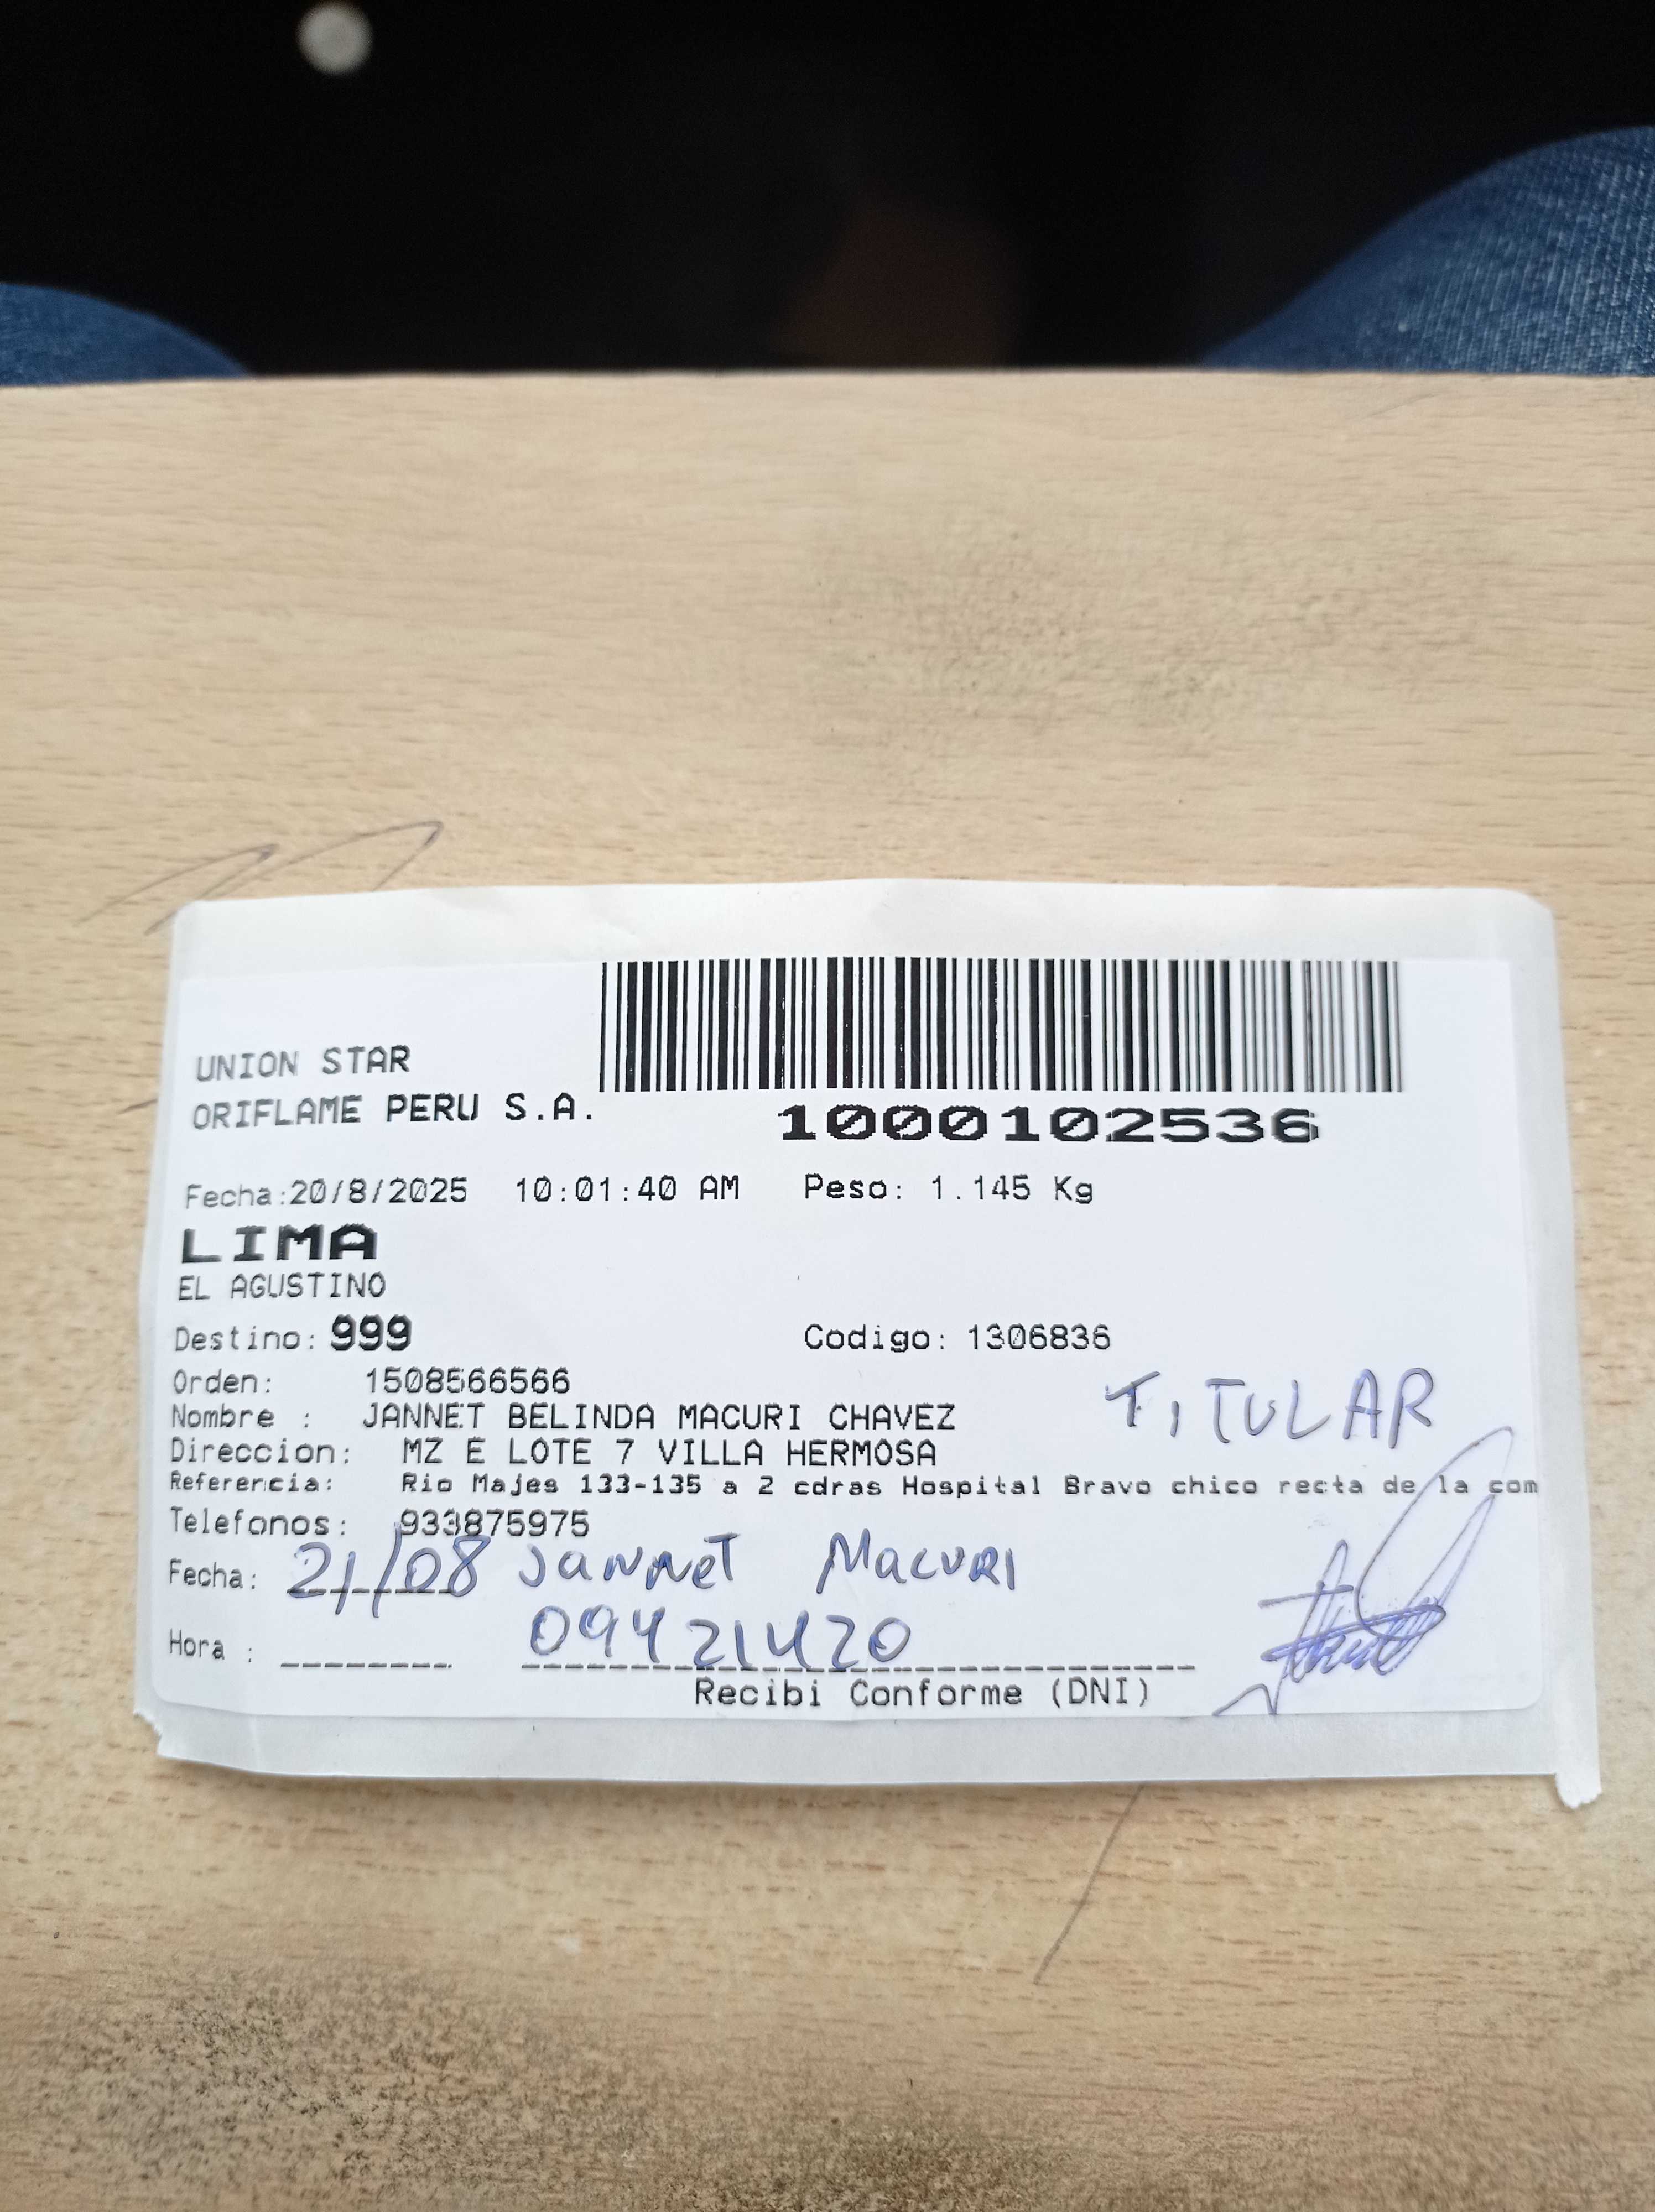 UNION STAR
ORIFLAME PERU S.A.
1000102536
Fecha:20/8/2025 10:01:40 AM Peso: 1.145 Kg
LIMA
EL AGUSTINO
Destino: 999 Codigo: 1306836
Orden: 1508566566
Nombre : JANNET BELINDA MACURI CHAVEZ TITULAR
Direccion: MZ E LOTE 7 VILLA HERMOSA
Referencia: Rio Majes 133-135 a 2 cdras Hospital Bravo chico recta de la com
Telefonos: 933875975
Fecha: 21/08 Jannet Macuri
Hora : 09421420
Recibi Conforme (DNI)